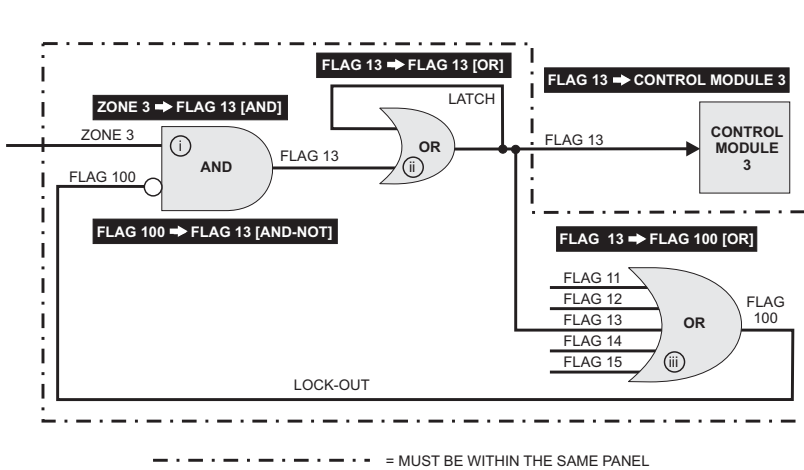 FLAG 13 ➡ FLAG 13 [OR]
FLAG 13 ➡ CONTROL MODULE 3
LATCH
ZONE 3 ➡ FLAG 13 [AND]
ZONE 3
i
AND
FLAG 13
OR
ii
FLAG 13
CONTROL
MODULE
3
FLAG 100
FLAG 100 ➡ FLAG 13 [AND-NOT]
FLAG 13 ➡ FLAG 100 [OR]
FLAG 11
FLAG 12
FLAG 13
FLAG 14
FLAG 15
OR
iii
FLAG
100
LOCK-OUT
= MUST BE WITHIN THE SAME PANEL